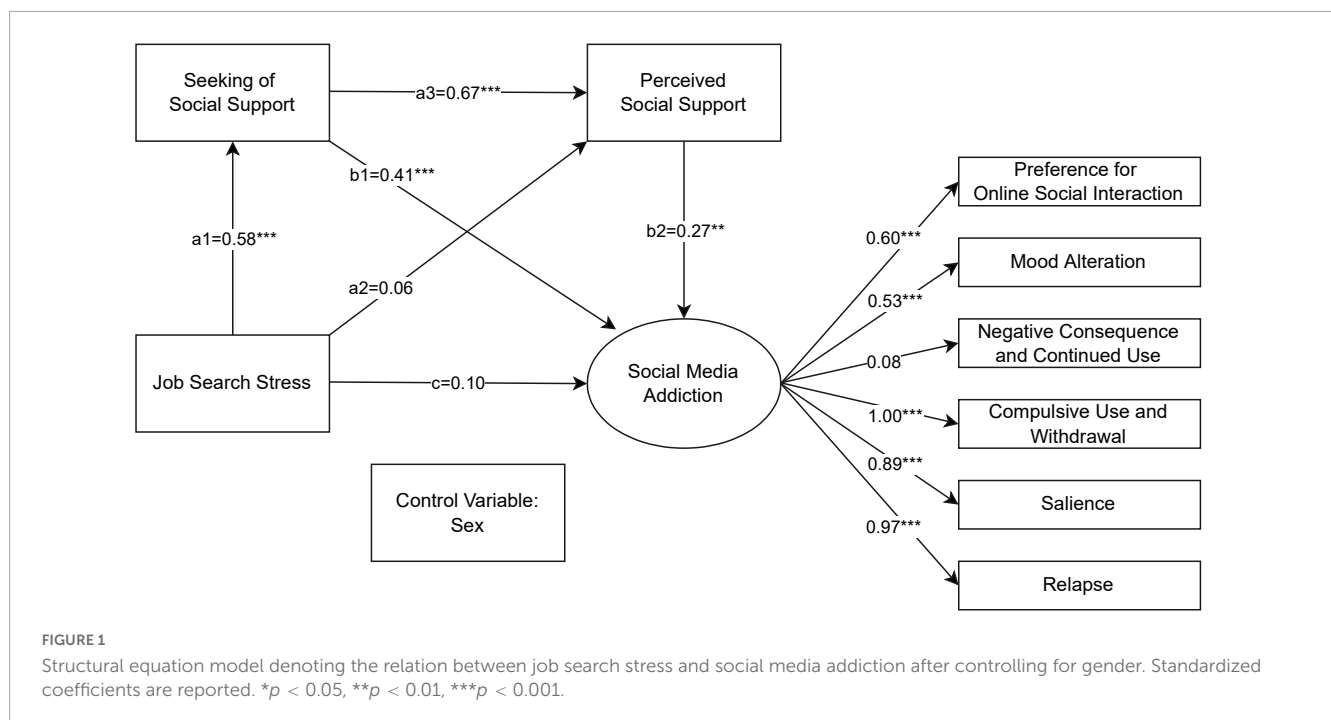 Seeking of
Social Support
a3=0.67***
Perceived
Social Support
b1=0.41***
a1=0.58***
b2=0.27**
a2=0.06
Job Search Stress
c=0.10
Social Media
Addiction
Control Variable:
Sex
0.60***
0.53***
0.08
1.00***
0.89***
0.97***
Preference for
Online Social Interaction
Mood Alteration
Negative Consequence
and Continued Use
Compulsive Use and
Withdrawal
Salience
Relapse
FIGURE 1
Structural equation model denoting the relation between job search stress and social media addiction after controlling for gender. Standardized
coefficients are reported. *p < 0.05, **p < 0.01, ***p < 0.001.